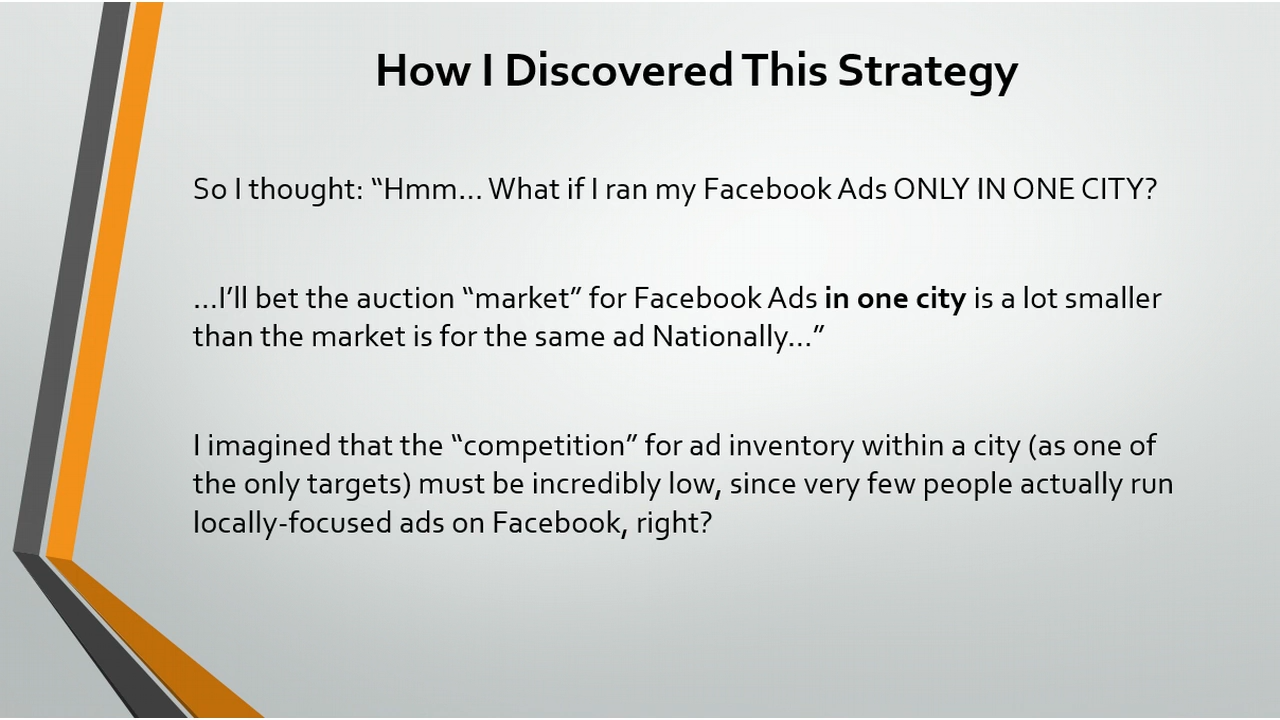 How I Discovered This Strategy
So I thought: “Hmm… What if I ran my Facebook Ads ONLY IN ONE CITY?
…I’ll bet the auction “market” for Facebook Ads in one city is a lot smaller
than the market is for the same ad Nationally…”
I imagined that the “competition” for ad inventory within a city (as one of
the only targets) must be incredibly low, since very few people actually run
locally-focused ads on Facebook, right?